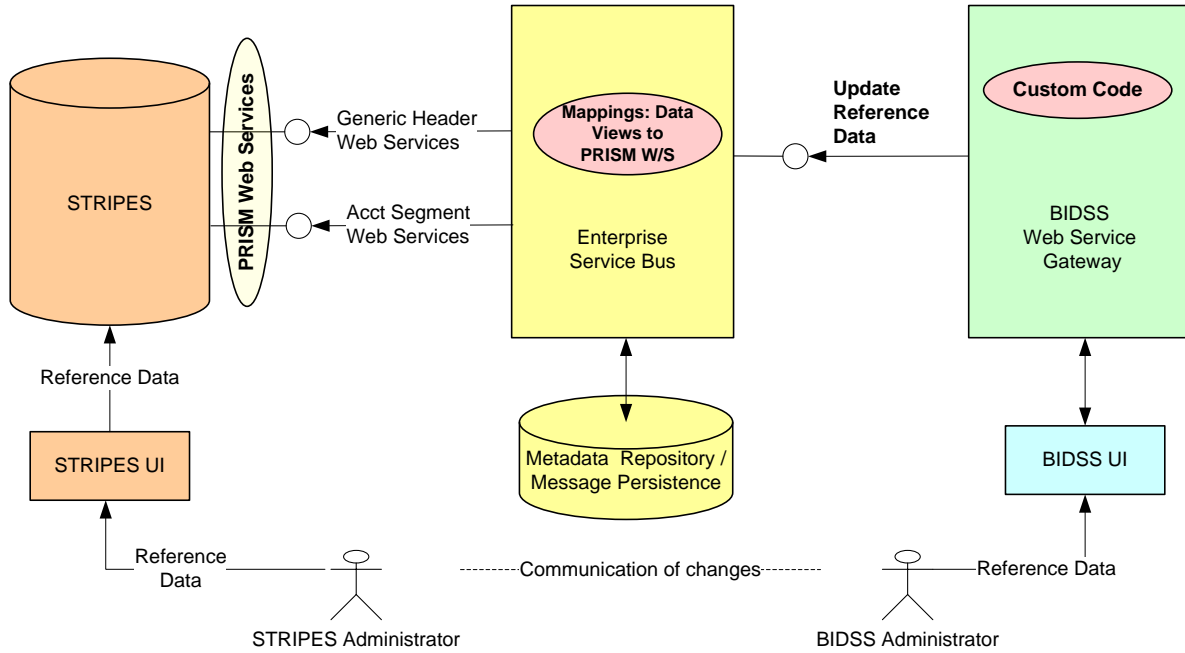 STRIPES
PRISM Web Services
Generic Header
Web Services
Acct Segment
Web Services
Mappings: Data
Views to
PRISM W/S
Enterprise
Service Bus
Update
Reference
Data
Custom Code
BIDSS
Web Service
Gateway
Reference Data
STRIPES UI
Metadata Repository /
Message Persistence
BIDSS UI
Reference
Data
Communication of changes
Reference Data
STRIPES Administrator
BIDSS Administrator